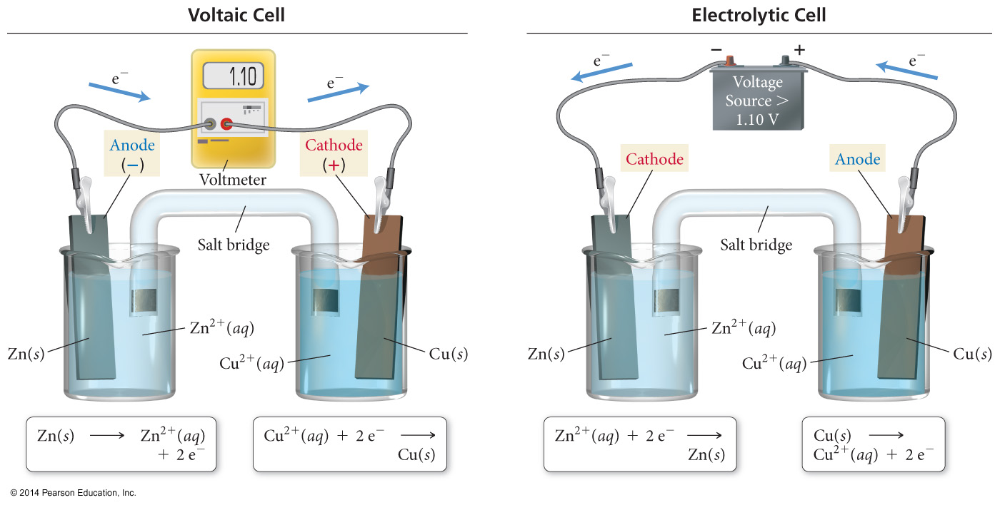 Voltaic Cell
e⁻
1.10
e⁻
Anode
(−)
Cathode
(+)
Voltmeter
Salt bridge
Zn²⁺(aq)
Zn(s)
Cu²⁺(aq)
Cu(s)
Zn(s) ⟶ Zn²⁺(aq)
+ 2 e⁻
Cu²⁺(aq) + 2 e⁻ ⟶
Cu(s)
Electrolytic Cell
e⁻
− +
e⁻
Voltage
Source >
1.10 V
Cathode
Anode
Salt bridge
Zn²⁺(aq)
Zn(s)
Cu²⁺(aq)
Cu(s)
Zn²⁺(aq) + 2 e⁻ ⟶
Zn(s)
Cu(s) ⟶
Cu²⁺(aq) + 2 e⁻
© 2014 Pearson Education, Inc.